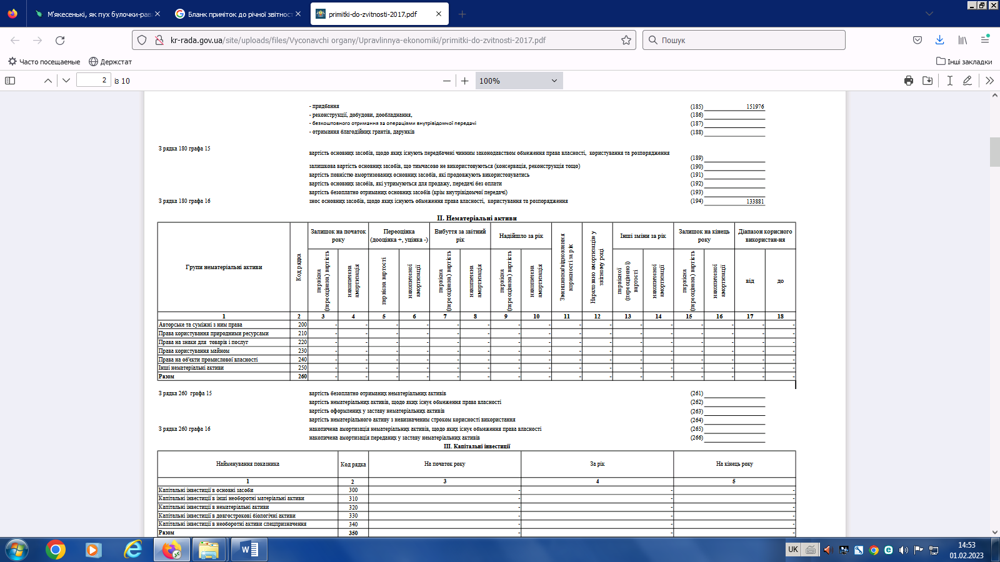 М'якесенькі, як пух булочки-рав
Бланк приміток до річної звітност
primitki-do-zvitnosti-2017.pdf
kr-rada.gov.ua/site/uploads/files/Vyconavchi organy/Upravlinnya-ekonomiki/primitki-do-zvitnosti-2017.pdf
Пошук
Часто посещаемые
Держстат
Інші закладки
2 із 10
100%
- придбання (185) 151976
- реконструкції, добудови, дообладнання, (186)
- безкоштовного отримання за операціями внутрівідомчої передачі (187)
- отримання благодійних грантів, дарунків (188)
З рядка 180 графа 15
вартість основних засобів, щодо яких існують передбачені чинним законодавством обмеження права власності, користування та розпорядження (189)
залишкова вартість основних засобів, що тимчасово не використовуються (консервація, реконструкція тощо) (190)
вартість повністю амортизованих основних засобів, які продовжують використовуватись (191)
вартість основних засобів, які утримуються для продажу, передачі без оплати (192)
вартість безоплатно отриманих основних засобів (крім внутрівідомчої передачі) (193)
З рядка 180 графа 16 знос основних засобів, щодо яких існують обмеження права власності, користування та розпорядження (194) 133881
II. Нематеріальні активи
Групи нематеріальні активи
Код рядка
Залишок на початок року
Переоцінка (дооцінка +, уцінка -)
Вибуття за звітний рік
Надійшло за рік
Зменшення/відновлення корисності за рік
Нараховано амортизації у звітному році
Інші зміни за рік
Залишок на кінець року
Діапазон корисного використан-ня
первісна (переоцінена) вартість
накопичена амортизація
первісна вартості
накопиченої амортизації
первісна (переоцінена) вартість
накопичена амортизація
первісна (переоцінена) вартість
накопичена амортизація
первісної (переоціненої) вартості
накопиченої амортизації
первісна (переоцінена) вартість
накопиченої амортизації
від
до
1 2 3 4 5 6 7 8 9 10 11 12 13 14 15 16 17 18
Авторське та суміжні з ним права 200 - - - - - - - - - - - - - - - -
Права користування природними ресурсами 210 - - - - - - - - - - - - - - - -
Права на знаки для товарів і послуг 220 - - - - - - - - - - - - - - - -
Права користування майном 230 - - - - - - - - - - - - - - - -
Права на об'єкти промислової власності 240 - - - - - - - - - - - - - - - -
Інші нематеріальні активи 250 - - - - - - - - - - - - - - - -
Разом 260 - - - - - - - - - - - - - - - -
З рядка 260 графа 15 вартість безоплатно отриманих нематеріальних активів (261)
вартість нематеріальних активів, щодо яких існує обмеження права власності (262)
вартість оформлених у заставу нематеріальних активів (263)
вартість нематеріального активу з невизначеним строком корисності використання (264)
З рядка 260 графа 16 накопичена амортизація нематеріальних активів, щодо яких існує обмеження права власності (265)
накопичена амортизація переданих у заставу нематеріальних активів (266)
III. Капітальні інвестиції
Найменування показника Код рядка На початок року За рік На кінець року
1 2 3 4 5
Капітальні інвестиції в основні засоби 300 - - -
Капітальні інвестиції в інші необоротні матеріальні активи 310 - - -
Капітальні інвестиції в нематеріальні активи 320 - - -
Капітальні інвестиції в довгострокові біологічні активи 330 - - -
Капітальні інвестиції в необоротні активи спецпризначення 340 - - -
Разом 350 - - -
UK
14:53
01.02.2023